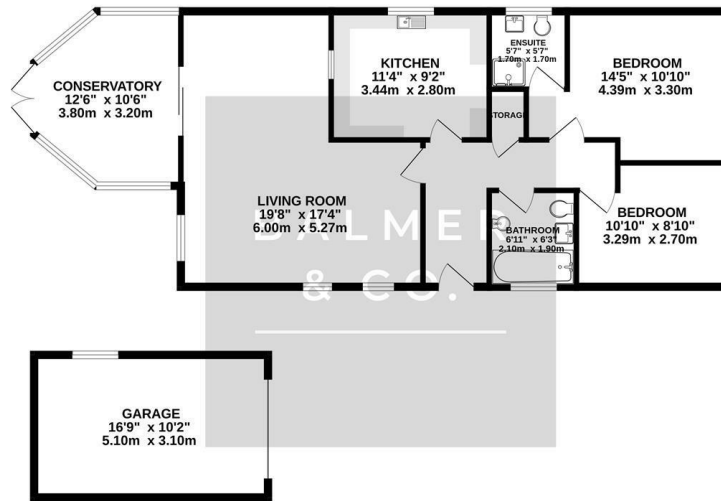 CONSERVATORY
12'6" x 10'6"
3.80m x 3.20m
KITCHEN
11'4" x 9'2"
3.44m x 2.80m
ENSUITE
5'7" x 5'7"
1.70m x 1.70m
BEDROOM
14'5" x 10'10"
4.39m x 3.30m
STORAGE
LIVING ROOM
19'8" x 17'4"
6.00m x 5.27m
BATHROOM
6'11" x 6'3"
2.10m x 1.90m
BEDROOM
10'10" x 8'10"
3.29m x 2.70m
BALMER
& CO.
GARAGE
16'9" x 10'2"
5.10m x 3.10m